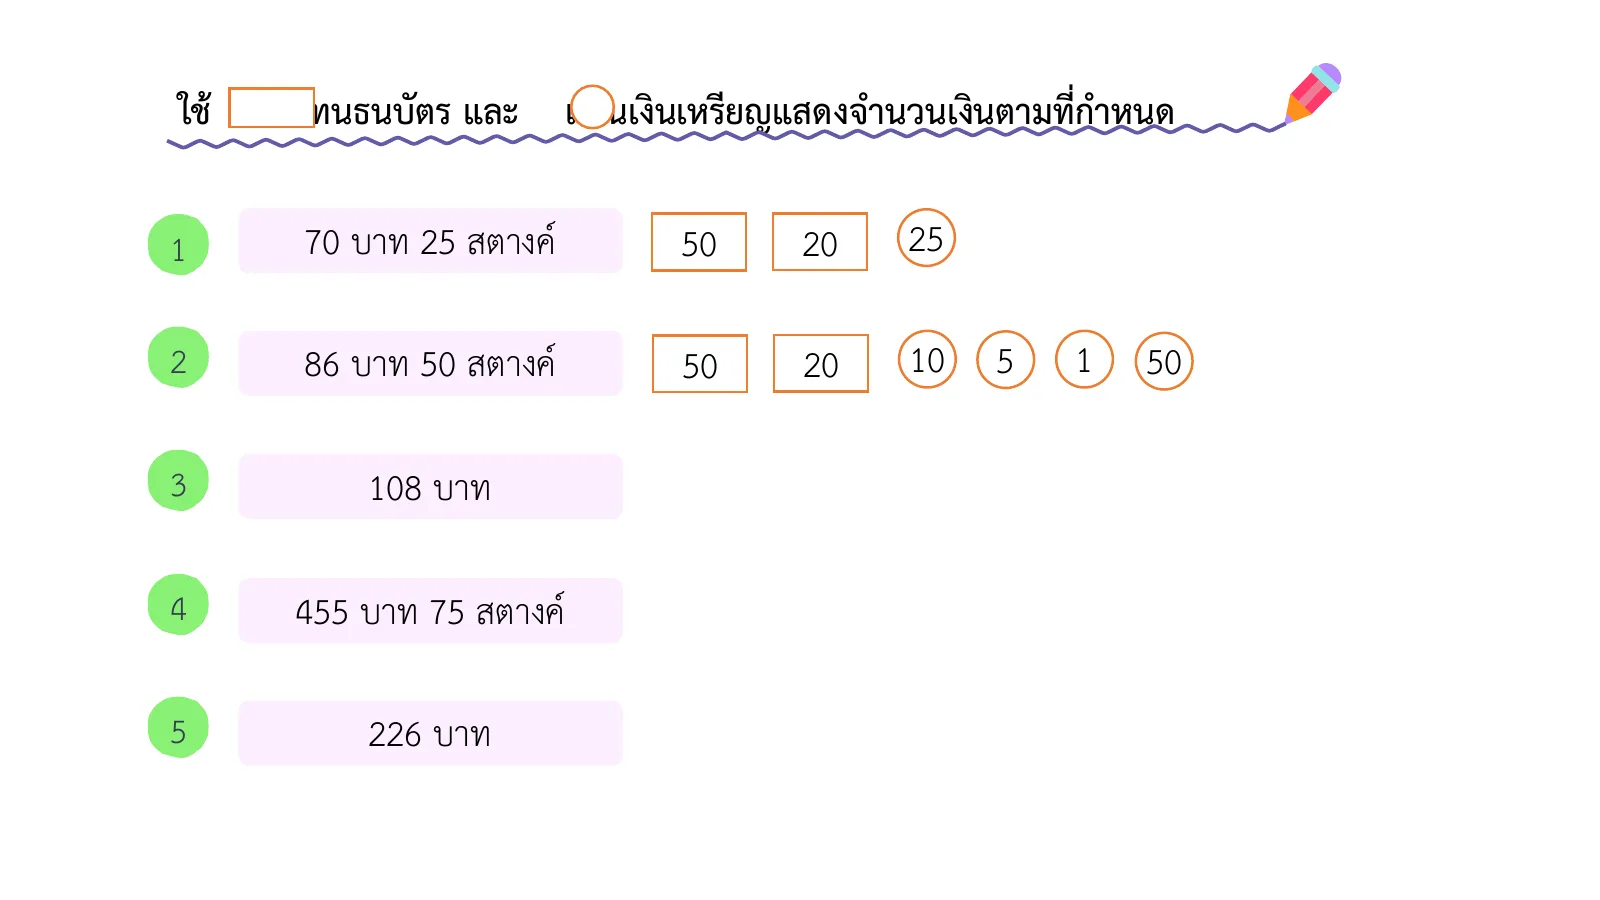 ใช้ ทนธนบัตร และ นเงินเหรียญแสดงจำนวนเงินตามที่กำหนด
1 70 บาท 25 สตางค์ 50 20 25
2 86 บาท 50 สตางค์ 50 20 10 5 1 50
3 108 บาท
4 455 บาท 75 สตางค์
5 226 บาท